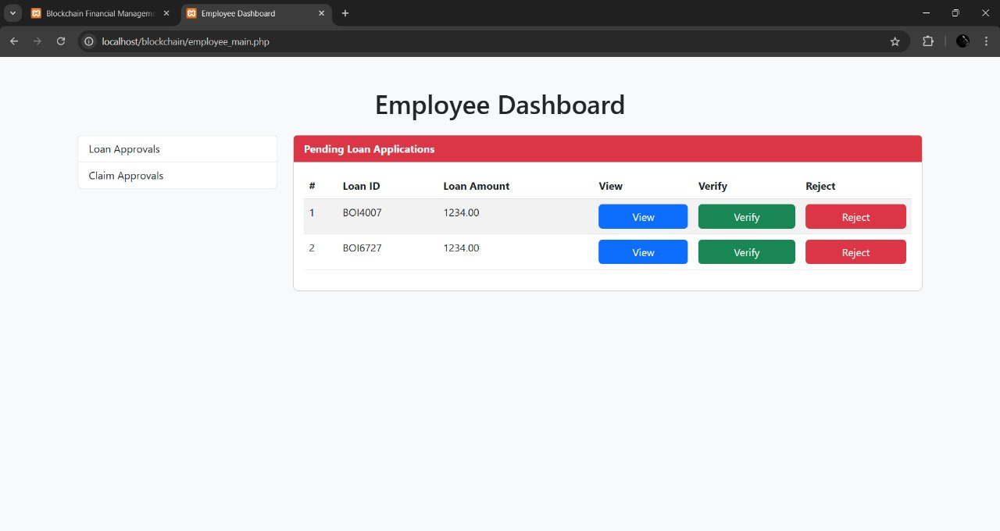 Blockchain Financial Managem
Employee Dashboard
localhost/blockchain/employee_main.php
Employee Dashboard
Loan Approvals
Claim Approvals
Pending Loan Applications
# Loan ID Loan Amount View Verify Reject
1 BOI4007 1234.00 View Verify Reject
2 BOI6727 1234.00 View Verify Reject